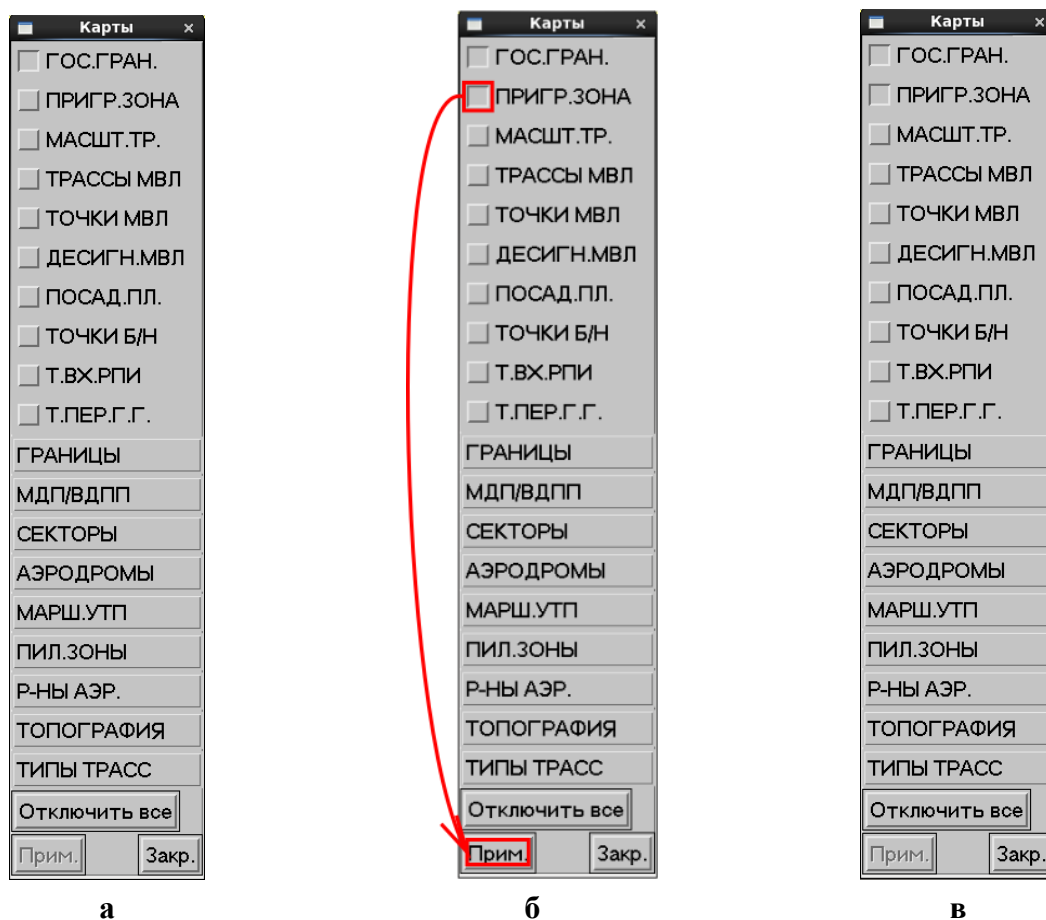 Карты
ГОС.ГРАН.
ПРИГР.ЗОНА
МАСШТ.ТР.
ТРАССЫ МВЛ
ТОЧКИ МВЛ
ДЕСИГН.МВЛ
ПОСАД.ПЛ.
ТОЧКИ Б/Н
Т.ВХ.РПИ
Т.ПЕР.Г.Г.
ГРАНИЦЫ
МДП/ВДПП
СЕКТОРЫ
АЭРОДРОМЫ
МАРШ.УТП
ПИЛ.ЗОНЫ
Р-НЫ АЭР.
ТОПОГРАФИЯ
ТИПЫ ТРАСС
Отключить все
Прим. Закр.
а
Карты
ГОС.ГРАН.
ПРИГР.ЗОНА
МАСШТ.ТР.
ТРАССЫ МВЛ
ТОЧКИ МВЛ
ДЕСИГН.МВЛ
ПОСАД.ПЛ.
ТОЧКИ Б/Н
Т.ВХ.РПИ
Т.ПЕР.Г.Г.
ГРАНИЦЫ
МДП/ВДПП
СЕКТОРЫ
АЭРОДРОМЫ
МАРШ.УТП
ПИЛ.ЗОНЫ
Р-НЫ АЭР.
ТОПОГРАФИЯ
ТИПЫ ТРАСС
Отключить все
Прим. Закр.
б
Карты
ГОС.ГРАН.
ПРИГР.ЗОНА
МАСШТ.ТР.
ТРАССЫ МВЛ
ТОЧКИ МВЛ
ДЕСИГН.МВЛ
ПОСАД.ПЛ.
ТОЧКИ Б/Н
Т.ВХ.РПИ
Т.ПЕР.Г.Г.
ГРАНИЦЫ
МДП/ВДПП
СЕКТОРЫ
АЭРОДРОМЫ
МАРШ.УТП
ПИЛ.ЗОНЫ
Р-НЫ АЭР.
ТОПОГРАФИЯ
ТИПЫ ТРАСС
Отключить все
Прим. Закр.
в